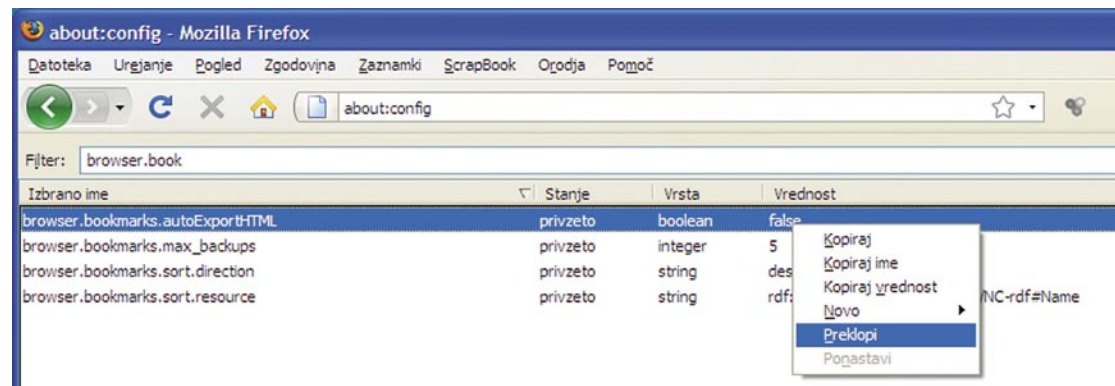 about:config - Mozilla Firefox
Datoteka Urejanje Pogled Zgodovina Zaznamki ScrapBook Orodja Pomoč
about:config
Filter: browser.book
Izbrano ime Stanje Vrsta Vrednost
browser.bookmarks.autoExportHTML privzeto boolean false
browser.bookmarks.max_backups privzeto integer 5
browser.bookmarks.sort.direction privzeto string des
browser.bookmarks.sort.resource privzeto string rdf: NC-rdf#Name
Kopiraj
Kopiraj ime
Kopiraj vrednost
Novo
Preklopi
Ponastavi